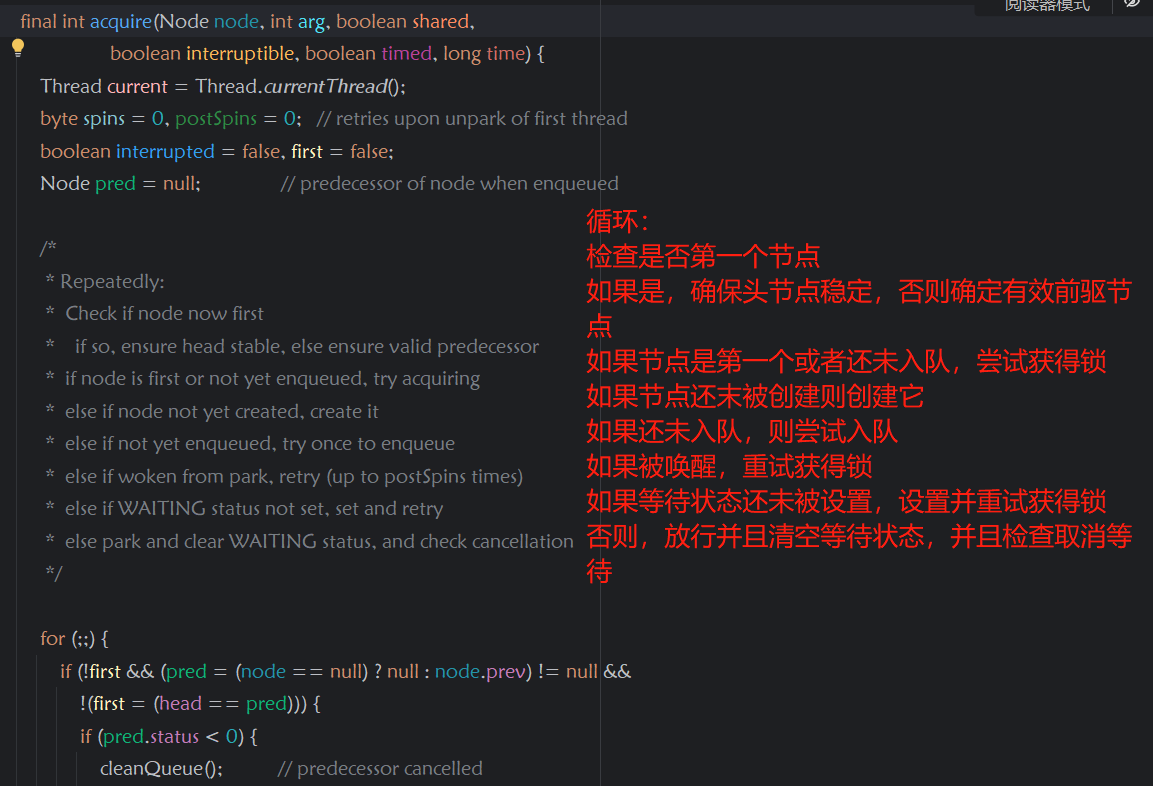 阅读器模式
final int acquire(Node node, int arg, boolean shared,
boolean interruptible, boolean timed, long time) {
Thread current = Thread.currentThread();
byte spins = 0, postSpins = 0;   // retries upon unpark of first thread
boolean interrupted = false, first = false;
Node pred = null;               // predecessor of node when enqueued
/*
* Repeatedly:
*  Check if node now first
*    if so, ensure head stable, else ensure valid predecessor
*  if node is first or not yet enqueued, try acquiring
*  else if node not yet created, create it
*  else if not yet enqueued, try once to enqueue
*  else if woken from park, retry (up to postSpins times)
*  else if WAITING status not set, set and retry
*  else park and clear WAITING status, and check cancellation
*/
循环：
检查是否第一个节点
如果是，确保头节点稳定，否则确定有效前驱节
点
如果节点是第一个或者还未入队，尝试获得锁
如果节点还未被创建则创建它
如果还未入队，则尝试入队
如果被唤醒，重试获得锁
如果等待状态还未被设置，设置并重试获得锁
否则，放行并且清空等待状态，并且检查取消等
待
for (;;) {
if (!first && (pred = (node == null) ? null : node.prev) != null &&
!(first = (head == pred))) {
if (pred.status < 0) {
cleanQueue();           // predecessor cancelled